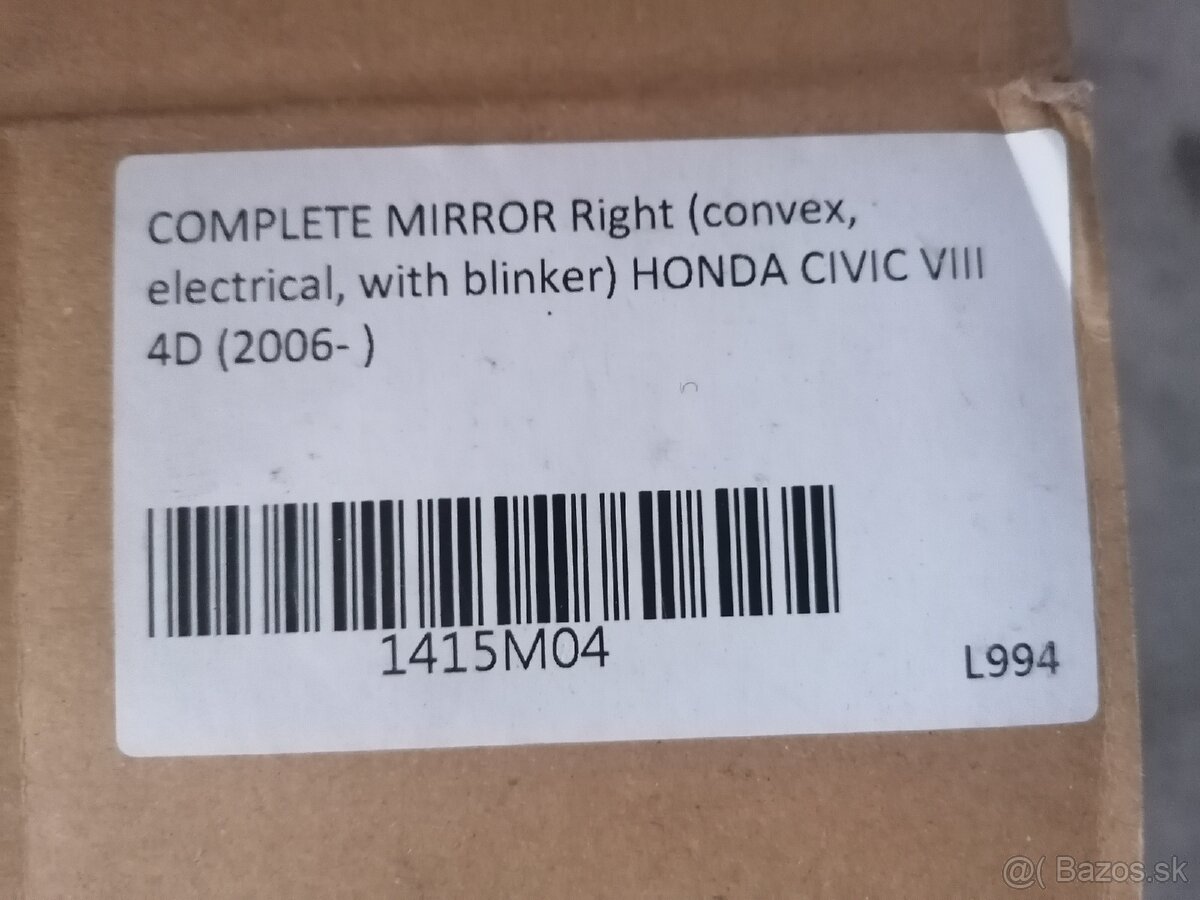 COMPLETE MIRROR Right (convex,
electrical, with blinker) HONDA CIVIC VIII
4D (2006- )
1415M04
L994
@( Bazos.sk